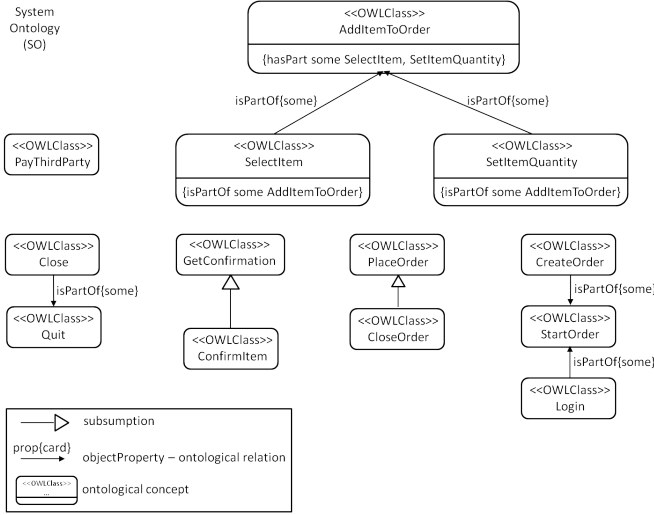 System
Ontology
(SO)
<<OWLClass>>
AddItemToOrder
{hasPart some SelectItem, SetItemQuantity}
isPartOf{some}
isPartOf{some}
<<OWLClass>>
PayThirdParty
<<OWLClass>>
SelectItem
{isPartOf some AddItemToOrder}
<<OWLClass>>
SetItemQuantity
{isPartOf some AddItemToOrder}
<<OWLClass>>
Close
<<OWLClass>>
GetConfirmation
<<OWLClass>>
PlaceOrder
<<OWLClass>>
CreateOrder
isPartOf{some}
isPartOf{some}
<<OWLClass>>
Quit
<<OWLClass>>
ConfirmItem
<<OWLClass>>
CloseOrder
<<OWLClass>>
StartOrder
isPartOf{some}
<<OWLClass>>
Login
subsumption
prop{card}
objectProperty – ontological relation
<<OWLClass>>
...
ontological concept